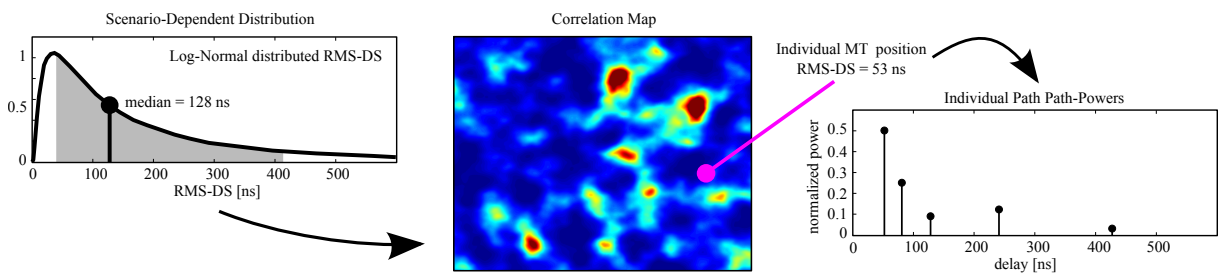 Scenario-Dependent Distribution
Log-Normal distributed RMS-DS
1
0.5
0
median = 128 ns
0 100 200 300 400 500
RMS-DS [ns]
Correlation Map
Individual MT position
RMS-DS = 53 ns
Individual Path Path-Powers
normalized power
0.5
0.4
0.3
0.2
0.1
0
0 100 200 300 400 500
delay [ns]